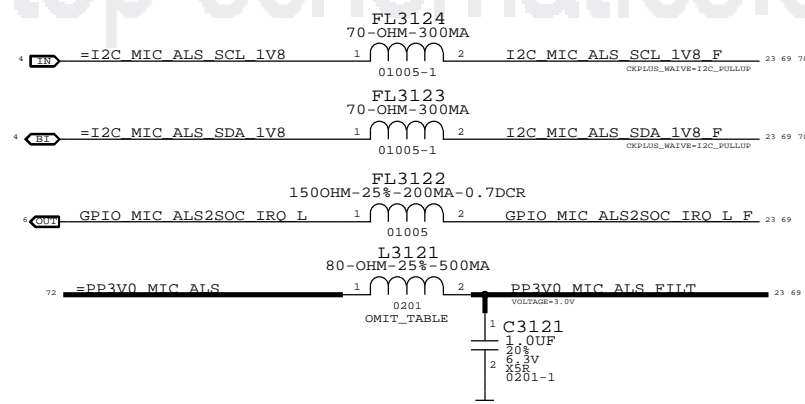 top schematics
FL3124
70-OHM-300MA
4 IN =I2C_MIC_ALS_SCL_1V8 1 2 I2C_MIC_ALS_SCL_1V8_F 23 69 70
01005-1 CKPLUS_WAIVE=I2C_PULLUP
FL3123
70-OHM-300MA
4 BI =I2C_MIC_ALS_SDA_1V8 1 2 I2C_MIC_ALS_SDA_1V8_F 23 69 70
01005-1 CKPLUS_WAIVE=I2C_PULLUP
FL3122
150OHM-25%-200MA-0.7DCR
6 OUT GPIO_MIC_ALS2SOC_IRQ_L 1 2 GPIO_MIC_ALS2SOC_IRQ_L_F 23 69
01005
L3121
80-OHM-25%-500MA
72 =PP3V0_MIC_ALS 1 2 PP3V0_MIC_ALS_FILT 23 69
0201 VOLTAGE=3.0V
OMIT_TABLE
1 C3121
1.0UF
20%
6.3V
2 X5R
0201-1